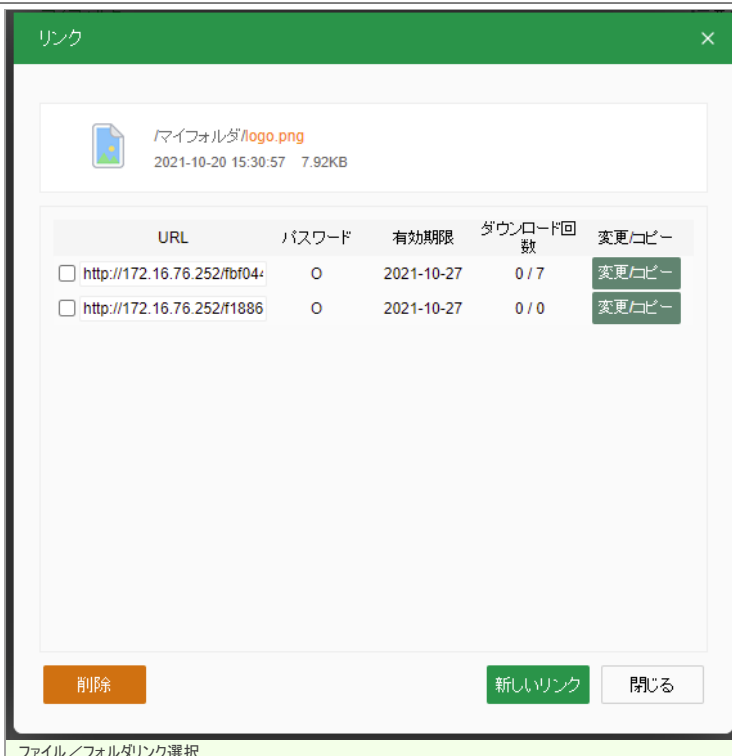 リンク ×
/マイフォルダ/logo.png
2021-10-20 15:30:57 7.92KB
URL パスワード 有効期限 ダウンロード回数 変更/コピー
http://172.16.76.252/fbf04 O 2021-10-27 0 / 7 変更/コピー
http://172.16.76.252/f1886 O 2021-10-27 0 / 0 変更/コピー
削除 新しいリンク 閉じる
ファイル/フォルダリンク選択